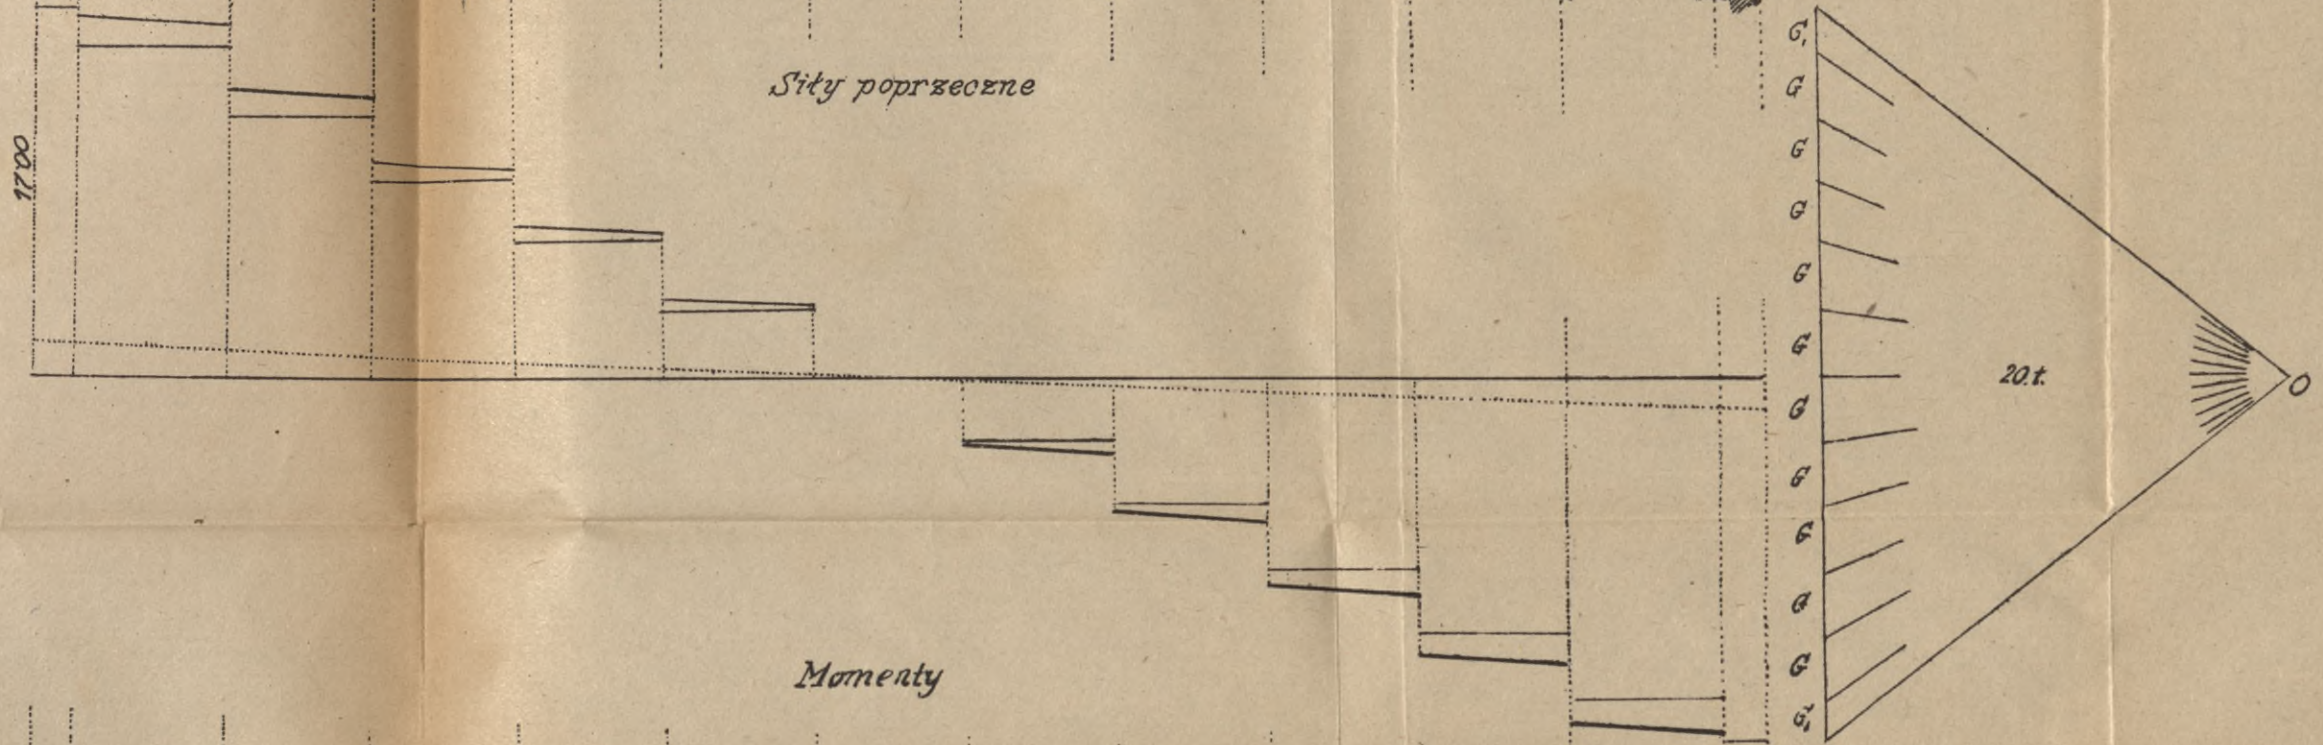 1700
Siły poprzeczne
Momenty
G₁
G
G
G
G
G
G
G
G
G
G
G₁
20.t.
O